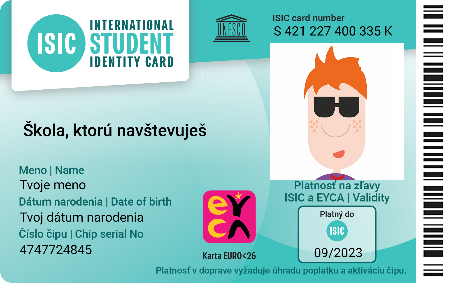 ISIC
INTERNATIONAL
STUDENT
IDENTITY CARD
UNESCO
ISIC card number
S 421 227 400 335 K
Škola, ktorú navštevuješ
Meno | Name
Tvoje meno
Dátum narodenia | Date of birth
Tvoj dátum narodenia
Číslo čipu | Chip serial No
4747724845
EYCA
Karta EURO<26
Platnosť na zľavy
ISIC a EYCA | Validity
Platný do
ISIC
09/2023
Platnosť v doprave vyžaduje úhradu poplatku a aktiváciu čipu.